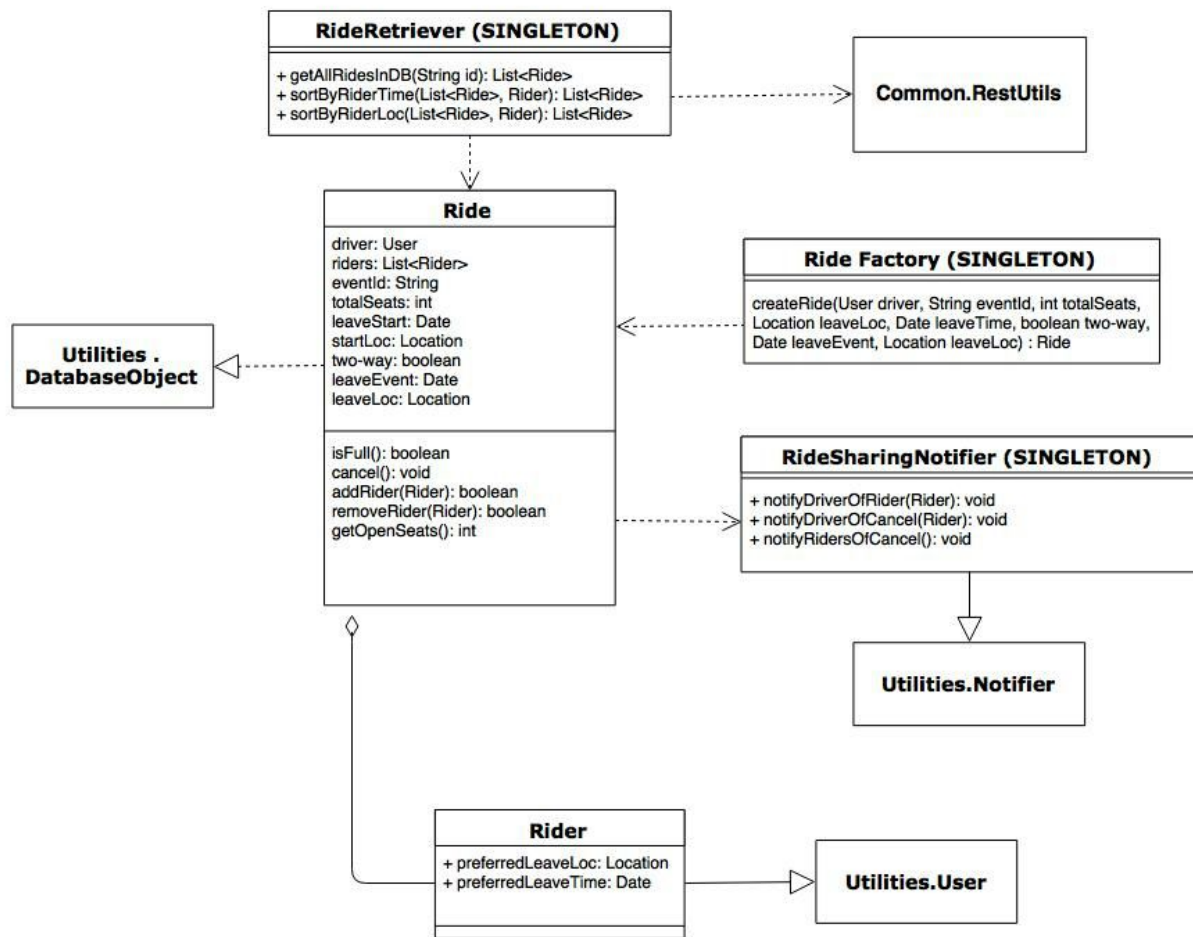 RideRetriever (SINGLETON)
+ getAllRidesInDB(String id): List<Ride>
+ sortByRiderTime(List<Ride>, Rider): List<Ride>
+ sortByRiderLoc(List<Ride>, Rider): List<Ride>
Common.RestUtils
Ride
driver: User
riders: List<Rider>
eventId: String
totalSeats: int
leaveStart: Date
startLoc: Location
two-way: boolean
leaveEvent: Date
leaveLoc: Location
isFull(): boolean
cancel(): void
addRider(Rider): boolean
removeRider(Rider): boolean
getOpenSeats(): int
Ride Factory (SINGLETON)
createRide(User driver, String eventId, int totalSeats,
Location leaveLoc, Date leaveTime, boolean two-way,
Date leaveEvent, Location leaveLoc) : Ride
Utilities .
DatabaseObject
RideSharingNotifier (SINGLETON)
+ notifyDriverOfRider(Rider): void
+ notifyDriverOfCancel(Rider): void
+ notifyRidersOfCancel(): void
Utilities.Notifier
Rider
+ preferredLeaveLoc: Location
+ preferredLeaveTime: Date
Utilities.User